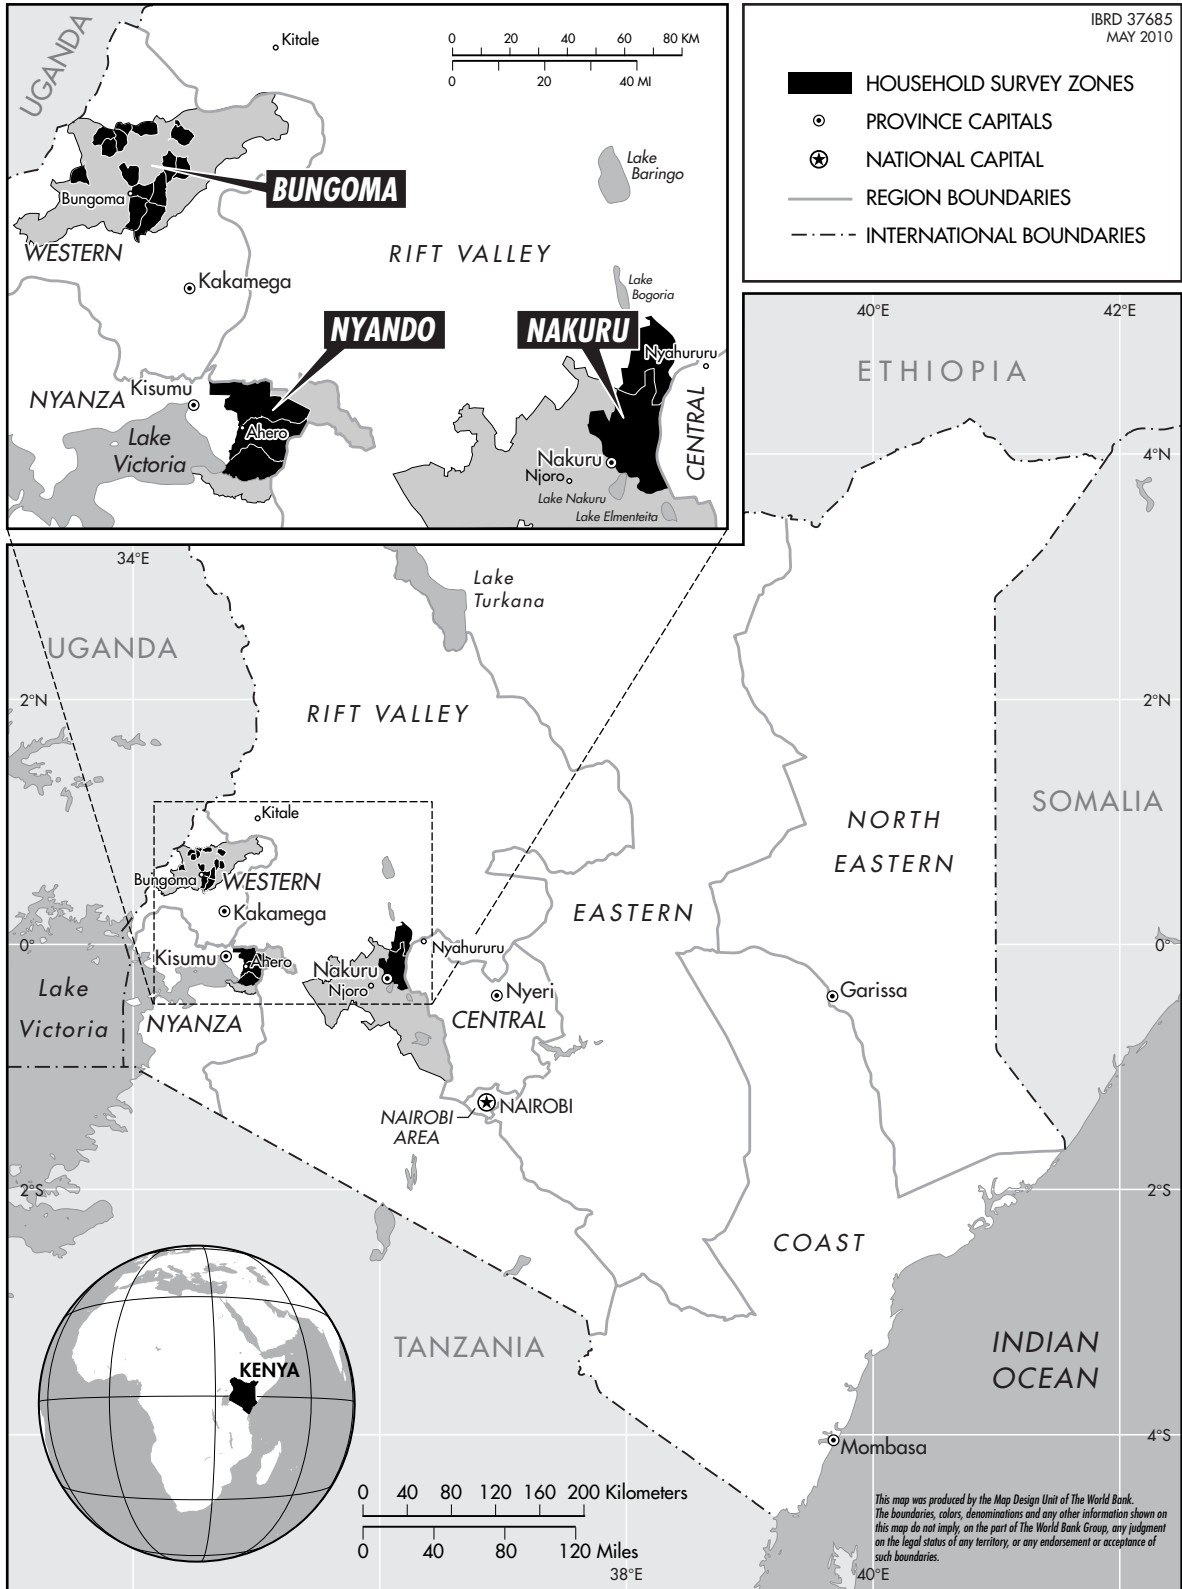 IBRD 37685
MAY 2010
HOUSEHOLD SURVEY ZONES
PROVINCE CAPITALS
NATIONAL CAPITAL
REGION BOUNDARIES
INTERNATIONAL BOUNDARIES
UGANDA
Kitale
0 20 40 60 80 KM
0 20 40 MI
Lake
Baringo
BUNGOMA
Bungoma
WESTERN
RIFT VALLEY
Kakamega
Lake
Bogoria
NYANDO
NAKURU
Nyahururu
NYANZA
Kisumu
CENTRAL
Lake
Victoria
Ahero
Nakuru
Njoro
Lake Nakuru
Lake Elmenteita
40°E
42°E
ETHIOPIA
4°N
34°E
Lake
Turkana
UGANDA
2°N
2°N
RIFT VALLEY
SOMALIA
NORTH
EASTERN
Kitale
Bungoma
WESTERN
EASTERN
Kakamega
0°
0°
Nyahururu
Kisumu
Ahero
Nakuru
Njoro
Lake
Victoria
NYANZA
Nyeri
CENTRAL
Garissa
NAIROBI
AREA
NAIROBI
2°S
2°S
COAST
TANZANIA
INDIAN
OCEAN
KENYA
4°S
Mombasa
0 40 80 120 160 200 Kilometers
0 40 80 120 Miles
This map was produced by the Map Design Unit of The World Bank.
The boundaries, colors, denominations and any other information shown on
this map do not imply, on the part of The World Bank Group, any judgment
on the legal status of any territory, or any endorsement or acceptance of
such boundaries.
38°E
40°E